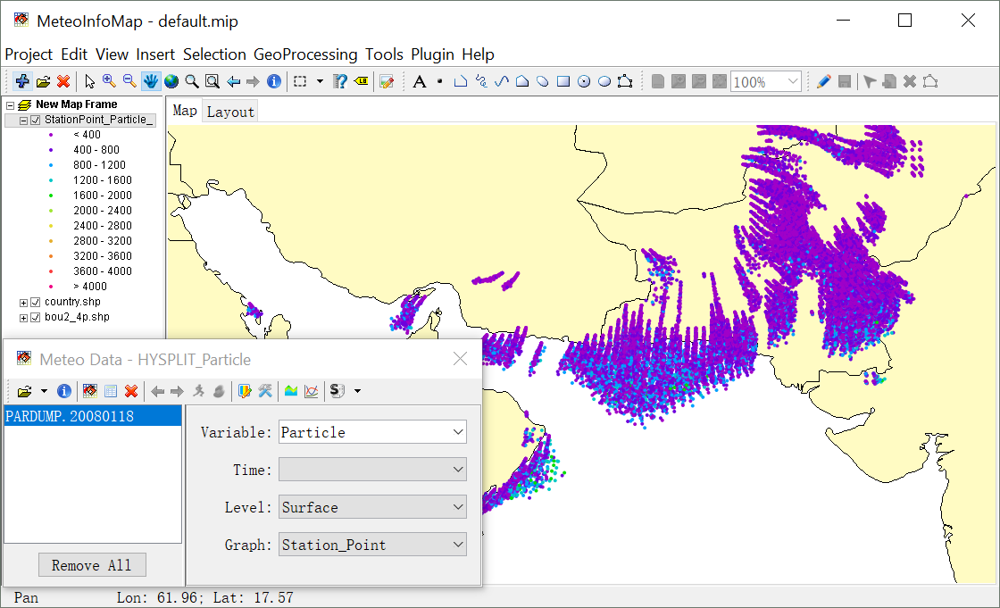 MeteoInfoMap - default.mip
Project Edit View Insert Selection GeoProcessing Tools Plugin Help
A LB 100%
New Map Frame
StationPoint_Particle_
< 400
400 - 800
800 - 1200
1200 - 1600
1600 - 2000
2000 - 2400
2400 - 2800
2800 - 3200
3200 - 3600
3600 - 4000
> 4000
country.shp
bou2_4p.shp
Map Layout
Meteo Data - HYSPLIT_Particle
S
PARDUMP.20080118
Variable: Particle
Time:
Level: Surface
Graph: Station_Point
Remove All
Pan Lon: 61.96; Lat: 17.57